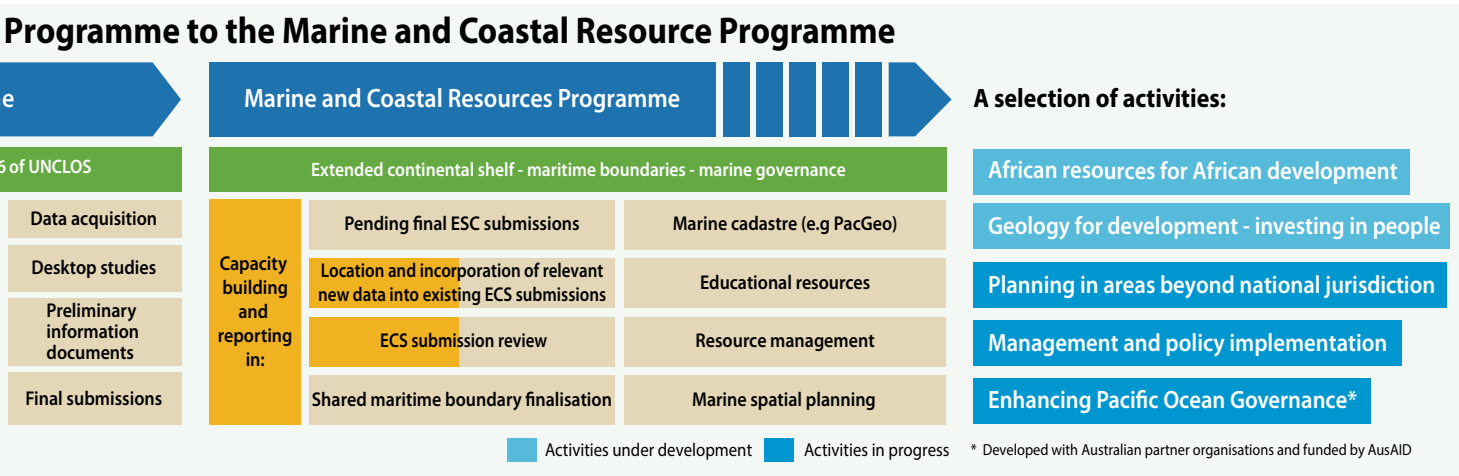 Programme to the Marine and Coastal Resource Programme
e
Marine and Coastal Resources Programme
A selection of activities:
6 of UNCLOS
Extended continental shelf - maritime boundaries - marine governance
Data acquisition
Desktop studies
Preliminary
information
documents
Final submissions
Capacity
building
and
reporting
in:
Pending final ESC submissions
Location and incorporation of relevant
new data into existing ECS submissions
ECS submission review
Shared maritime boundary finalisation
Marine cadastre (e.g PacGeo)
Educational resources
Resource management
Marine spatial planning
African resources for African development
Geology for development - investing in people
Planning in areas beyond national jurisdiction
Management and policy implementation
Enhancing Pacific Ocean Governance*
Activities under development
Activities in progress
* Developed with Australian partner organisations and funded by AusAID